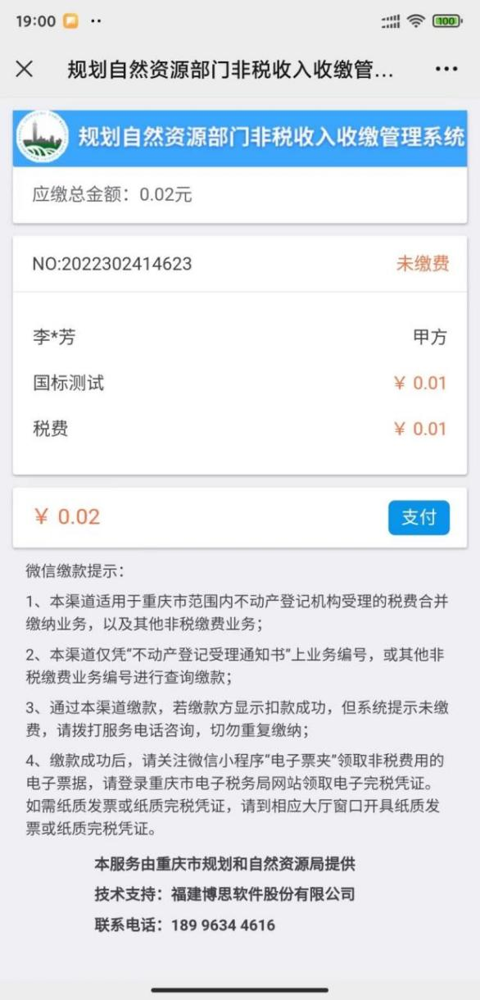 19:00
100
规划自然资源部门非税收入收缴管...
规划自然资源部门非税收入收缴管理系统
应缴总金额：0.02元
NO:2022302414623 未缴费
李*芳 甲方
国标测试 ￥ 0.01
税费 ￥ 0.01
￥ 0.02 支付
微信缴款提示：
1、本渠道适用于重庆市范围内不动产登记机构受理的税费合并
缴纳业务，以及其他非税缴费业务；
2、本渠道仅凭“不动产登记受理通知书”上业务编号，或其他非
税缴费业务编号进行查询缴款；
3、通过本渠道缴款，若缴款方显示扣款成功，但系统提示未缴
费，请拨打服务电话咨询，切勿重复缴纳；
4、缴款成功后，请关注微信小程序“电子票夹”领取非税费用的
电子票据，请登录重庆市电子税务局网站领取电子完税凭证。
如需纸质发票或纸质完税凭证，请到相应大厅窗口开具纸质发
票或纸质完税凭证。
本服务由重庆市规划和自然资源局提供
技术支持：福建博思软件股份有限公司
联系电话：189 9634 4616